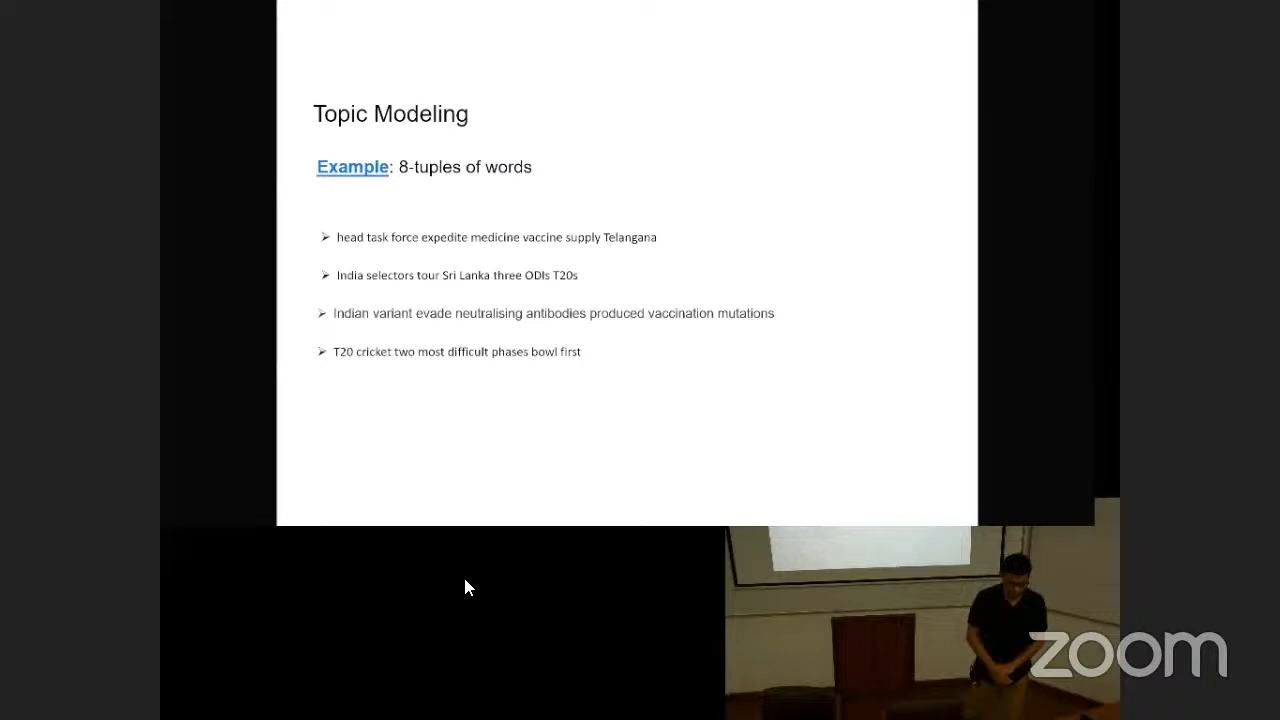 Topic Modeling
Example: 8-tuples of words
➢ head task force expedite medicine vaccine supply Telangana
➢ India selectors tour Sri Lanka three ODIs T20s
➢ Indian variant evade neutralising antibodies produced vaccination mutations
➢ T20 cricket two most difficult phases bowl first
zoom